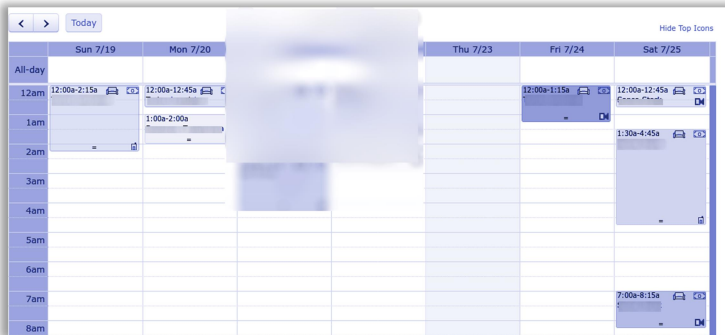 Today
Hide Top Icons
Sun 7/19 Mon 7/20 Thu 7/23 Fri 7/24 Sat 7/25
All-day
12am 12:00a-2:15a 12:00a-12:45a 12:00a-1:15a 12:00a-12:45a
1am 1:00a-2:00a
1:30a-4:45a
2am
3am
4am
5am
6am
7am 7:00a-8:15a
8am